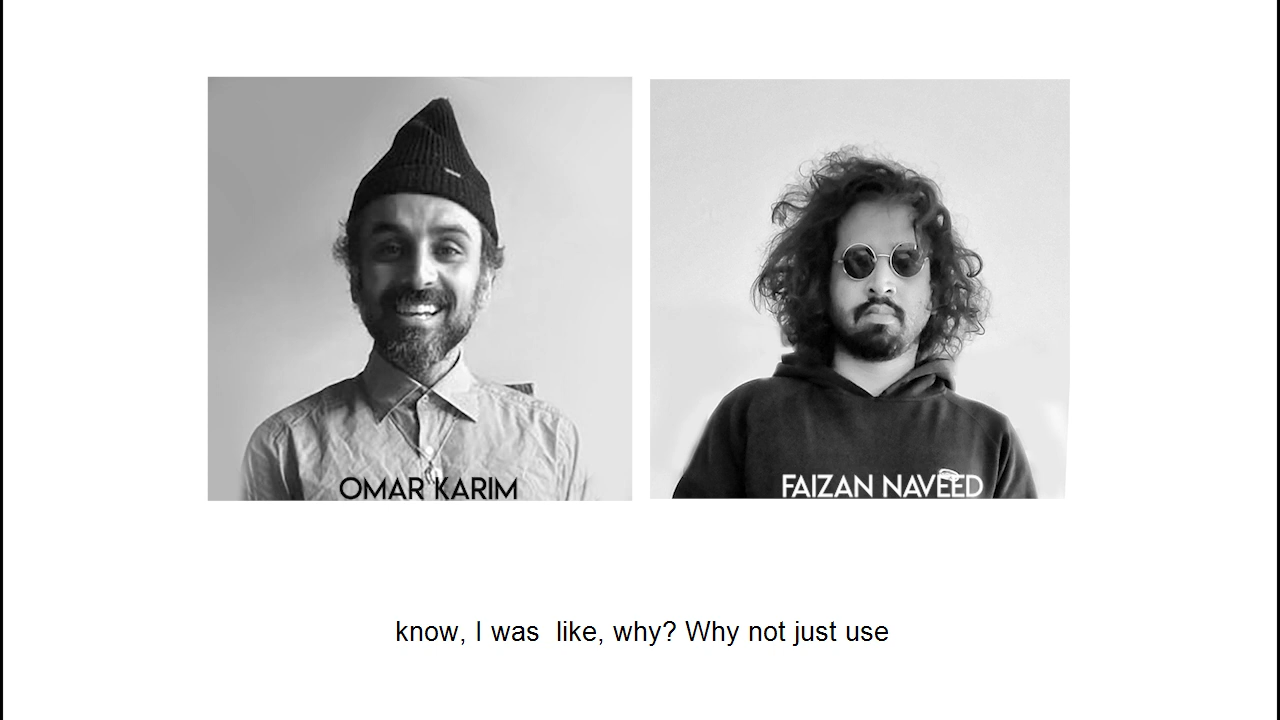 OMAR KARIM
FAIZAN NAVEED
know, I was  like, why? Why not just use